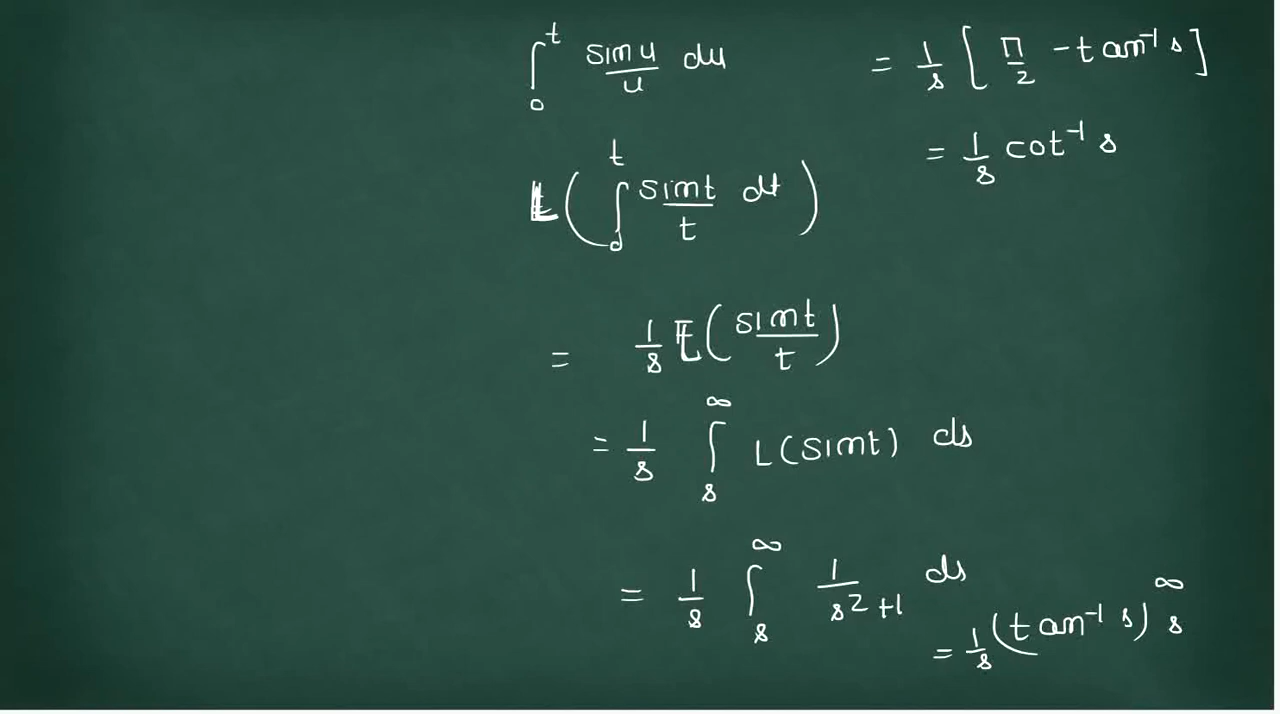 ∫₀ᵗ sin u/u du
L(∫₀ᵗ sin t/t dt)
= 1/s L(sin t/t)
= 1/s ∫ₛ^∞ L(sin t) ds
= 1/s ∫ₛ^∞ 1/(s²+1) ds
= 1/s (tan⁻¹ s)ₛ^∞
= 1/s [π/2 - tan⁻¹ s]
= 1/s cot⁻¹ s